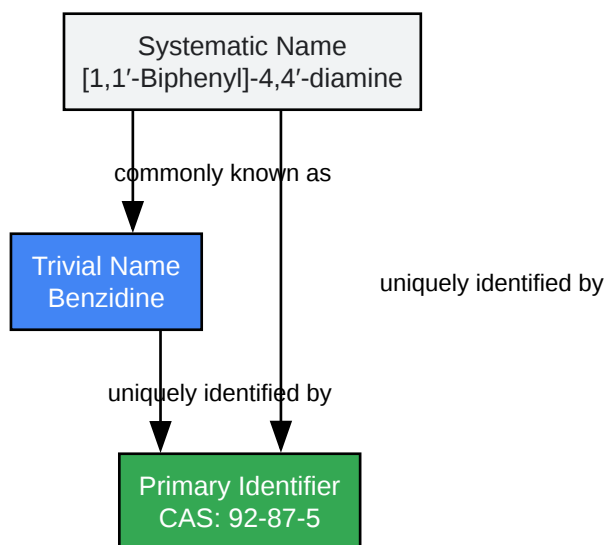 Systematic Name
[1,1′-Biphenyl]-4,4′-diamine
commonly known as
Trivial Name
Benzidine
uniquely identified by
uniquely identified by
Primary Identifier
CAS: 92-87-5